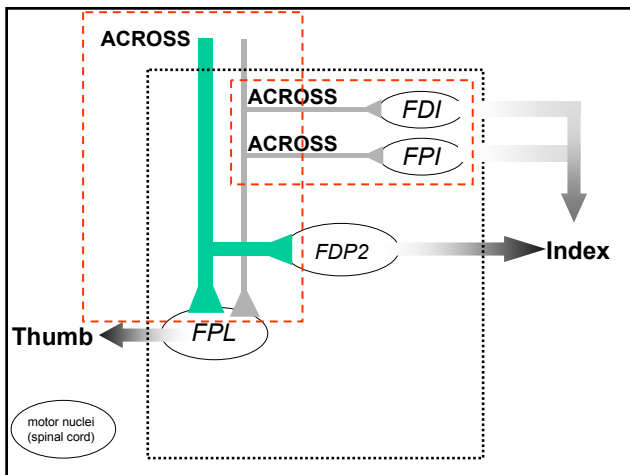 ACROSS
ACROSS
FDI
ACROSS
FPI
FDP2
Index
Thumb
FPL
motor nuclei
(spinal cord)